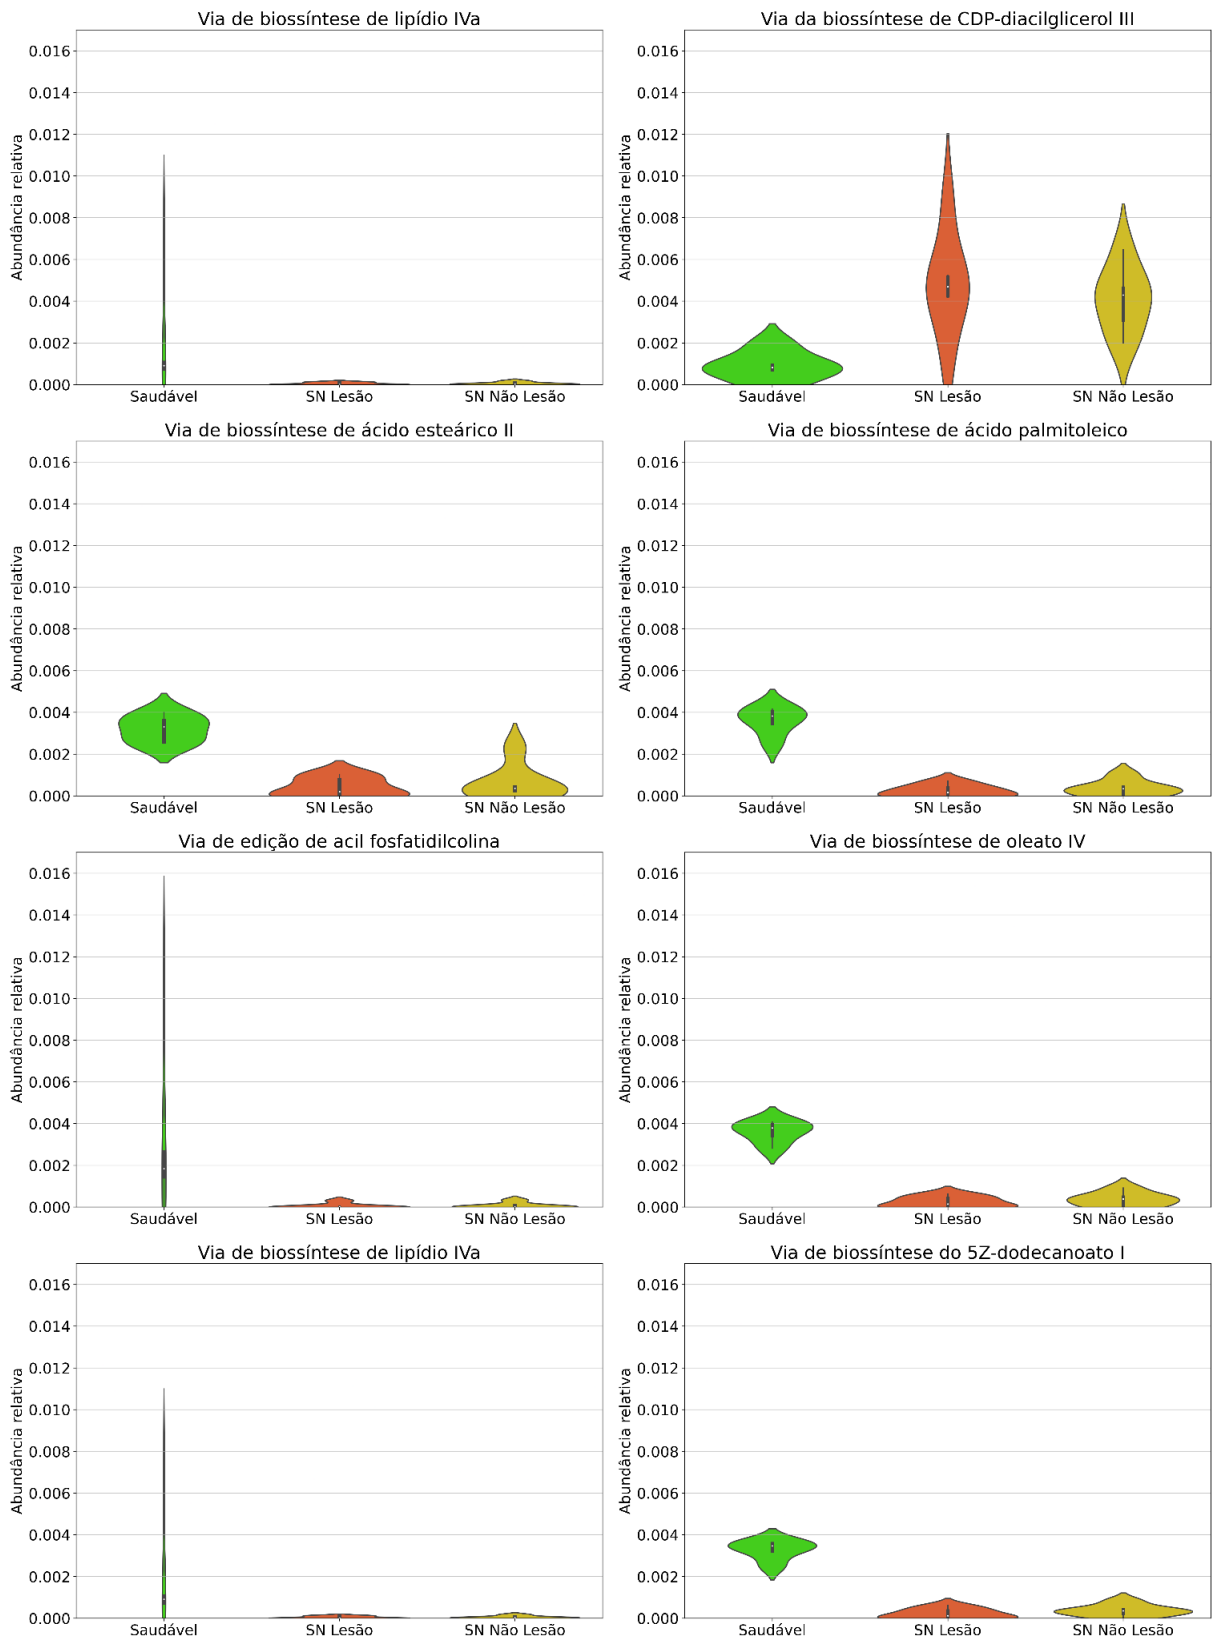 Via de biossíntese de lipídio IVa
Abundância relativa
0.016
0.014
0.012
0.010
0.008
0.006
0.004
0.002
0.000
Saudável
SN Lesão
SN Não Lesão
Via da biossíntese de CDP-diacilglicerol III
Abundância relativa
0.016
0.014
0.012
0.010
0.008
0.006
0.004
0.002
0.000
Saudável
SN Lesão
SN Não Lesão
Via de biossíntese de ácido esteárico II
Abundância relativa
0.016
0.014
0.012
0.010
0.008
0.006
0.004
0.002
0.000
Saudável
SN Lesão
SN Não Lesão
Via de biossíntese de ácido palmitoleico
Abundância relativa
0.016
0.014
0.012
0.010
0.008
0.006
0.004
0.002
0.000
Saudável
SN Lesão
SN Não Lesão
Via de edição de acil fosfatidilcolina
Abundância relativa
0.016
0.014
0.012
0.010
0.008
0.006
0.004
0.002
0.000
Saudável
SN Lesão
SN Não Lesão
Via de biossíntese de oleato IV
Abundância relativa
0.016
0.014
0.012
0.010
0.008
0.006
0.004
0.002
0.000
Saudável
SN Lesão
SN Não Lesão
Via de biossíntese de lipídio IVa
Abundância relativa
0.016
0.014
0.012
0.010
0.008
0.006
0.004
0.002
0.000
Saudável
SN Lesão
SN Não Lesão
Via de biossíntese do 5Z-dodecanoato I
Abundância relativa
0.016
0.014
0.012
0.010
0.008
0.006
0.004
0.002
0.000
Saudável
SN Lesão
SN Não Lesão